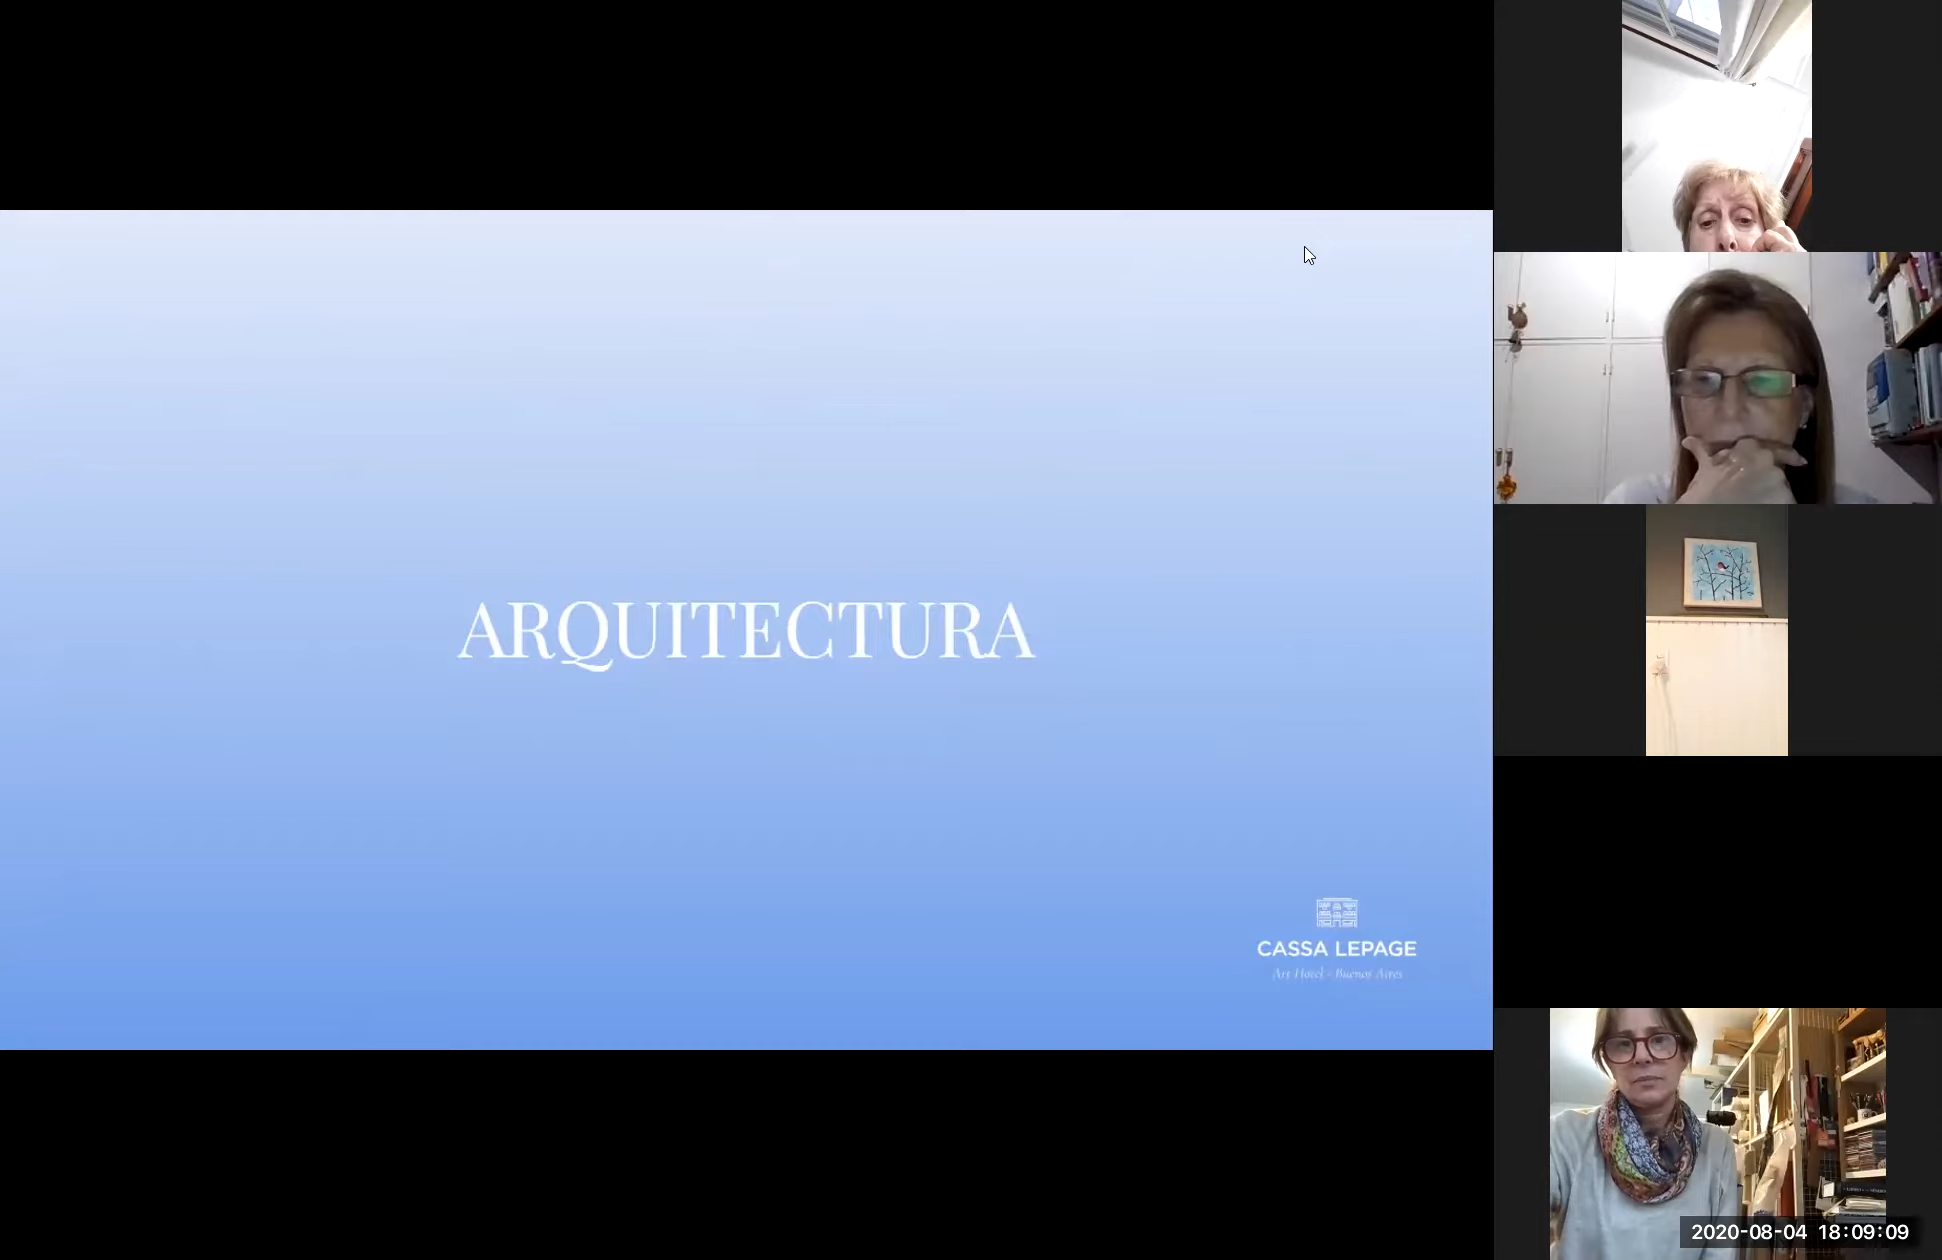 ARQUITECTURA
CASSA LEPAGE
Art Hotel - Buenos Aires
2020-08-04 18:09:09